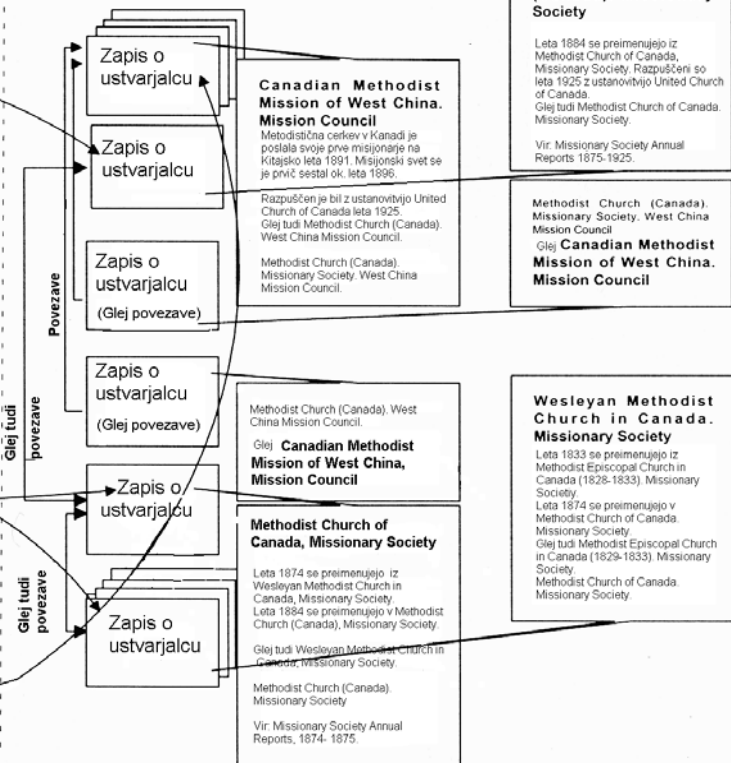 Society
Leta 1884 se preimenujejo iz
Methodist Church of Canada,
Missionary Society. Razpuščeni so
leta 1925 z ustanovitvijo United Church
of Canada.
Glej tudi Methodist Church of Canada.
Missionary Society.
Vir: Missionary Society Annual
Reports 1875-1925.
Zapis o
ustvarjalcu
Canadian Methodist
Mission of West China.
Mission Council
Metodistična cerkev v Kanadi je
poslala svoje prve misijonarje na
Kitajsko leta 1891. Misijonski svet se
je prvič sestal ok. leta 1896.
Razpuščen je bil z ustanovitvijo United
Church of Canada leta 1925.
Glej tudi Methodist Church (Canada).
West China Mission Council.
Methodist Church (Canada).
Missionary Society. West China
Mission Council.
Zapis o
ustvarjalcu
Methodist Church (Canada).
Missionary Society. West China
Mission Council
Glej Canadian Methodist
Mission of West China.
Mission Council
Zapis o
ustvarjalcu
(Glej povezave)
Povezave
Zapis o
ustvarjalcu
(Glej povezave)
Glej tudi
povezave
Methodist Church (Canada). West
China Mission Council.
Glej Canadian Methodist
Mission of West China,
Mission Council
Wesleyan Methodist
Church in Canada.
Missionary Society
Leta 1833 se preimenujejo iz
Methodist Episcopal Church in
Canada (1828-1833). Missionary
Society.
Leta 1874 se preimenujejo v
Methodist Church of Canada.
Missionary Society.
Glej tudi Methodist Episcopal Church
in Canada (1829-1833). Missionary
Society.
Methodist Church of Canada.
Missionary Society.
Zapis o
ustvarjalcu
Methodist Church of
Canada, Missionary Society
Leta 1874 se preimenujejo iz
Wesleyan Methodist Church in
Canada, Missionary Society.
Leta 1884 se preimenujejo v Methodist
Church (Canada), Missionary Society.
Glej tudi Wesleyan Methodist Church in
Canada, Missionary Society.
Methodist Church (Canada).
Missionary Society
Vir: Missionary Society Annual
Reports, 1874- 1875.
Glej tudi
povezave
Zapis o
ustvarjalcu